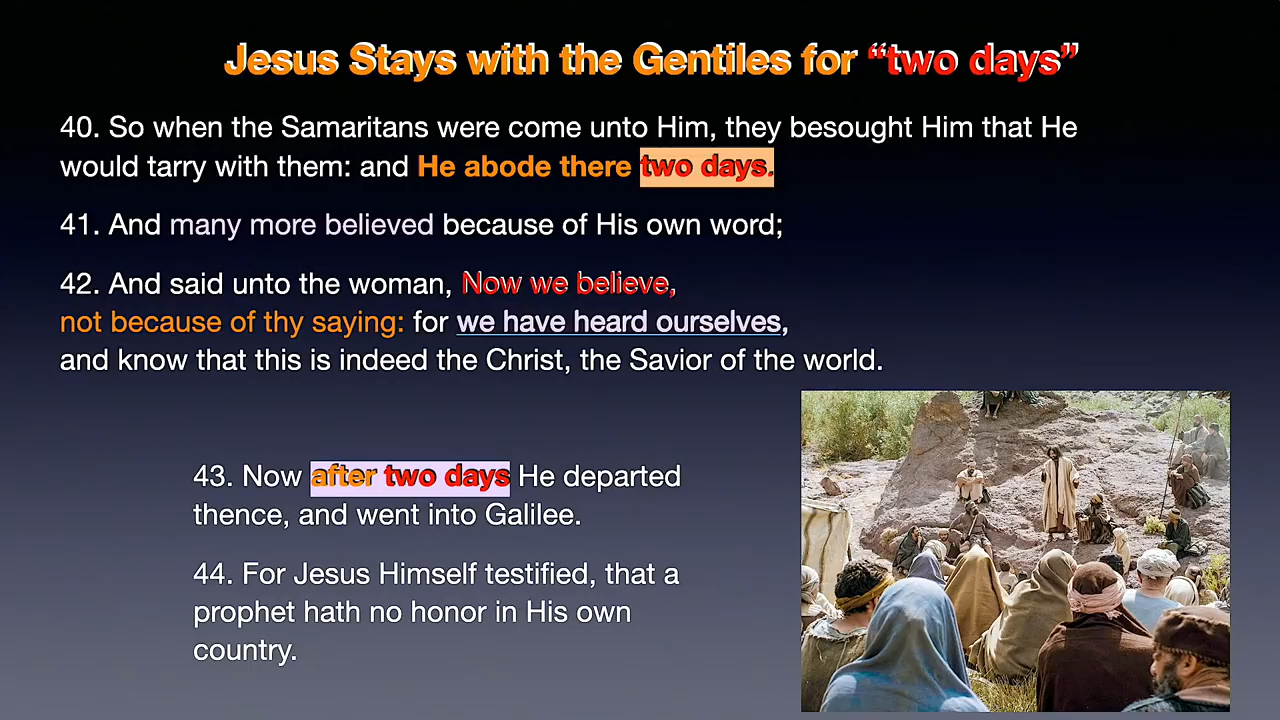 Jesus Stays with the Gentiles for “two days”
40. So when the Samaritans were come unto Him, they besought Him that He
would tarry with them: and He abode there two days.
41. And many more believed because of His own word;
42. And said unto the woman, Now we believe,
not because of thy saying: for we have heard ourselves,
and know that this is indeed the Christ, the Savior of the world.
43. Now after two days He departed
thence, and went into Galilee.
44. For Jesus Himself testified, that a
prophet hath no honor in His own
country.